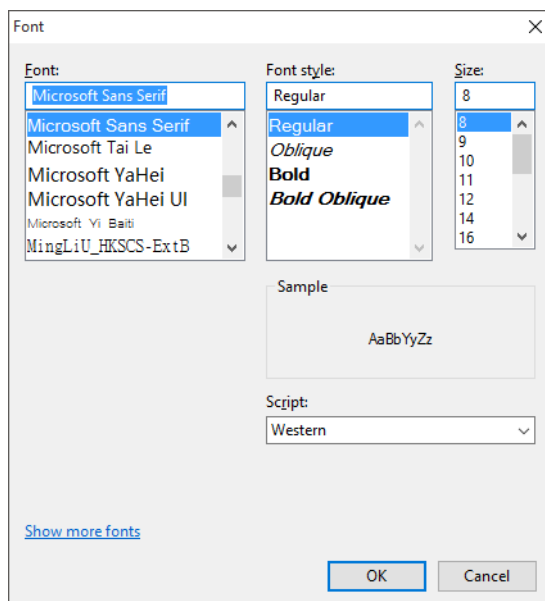 Font
Font:
Microsoft Sans Serif
Microsoft Sans Serif
Microsoft Tai Le
Microsoft YaHei
Microsoft YaHei UI
Microsoft Yi Baiti
MingLiU_HKSCS-ExtB
Font style:
Regular
Regular
Oblique
Bold
Bold Oblique
Size:
8
8
9
10
11
12
14
16
Sample
AaBbYyZz
Script:
Western
Show more fonts
OK
Cancel